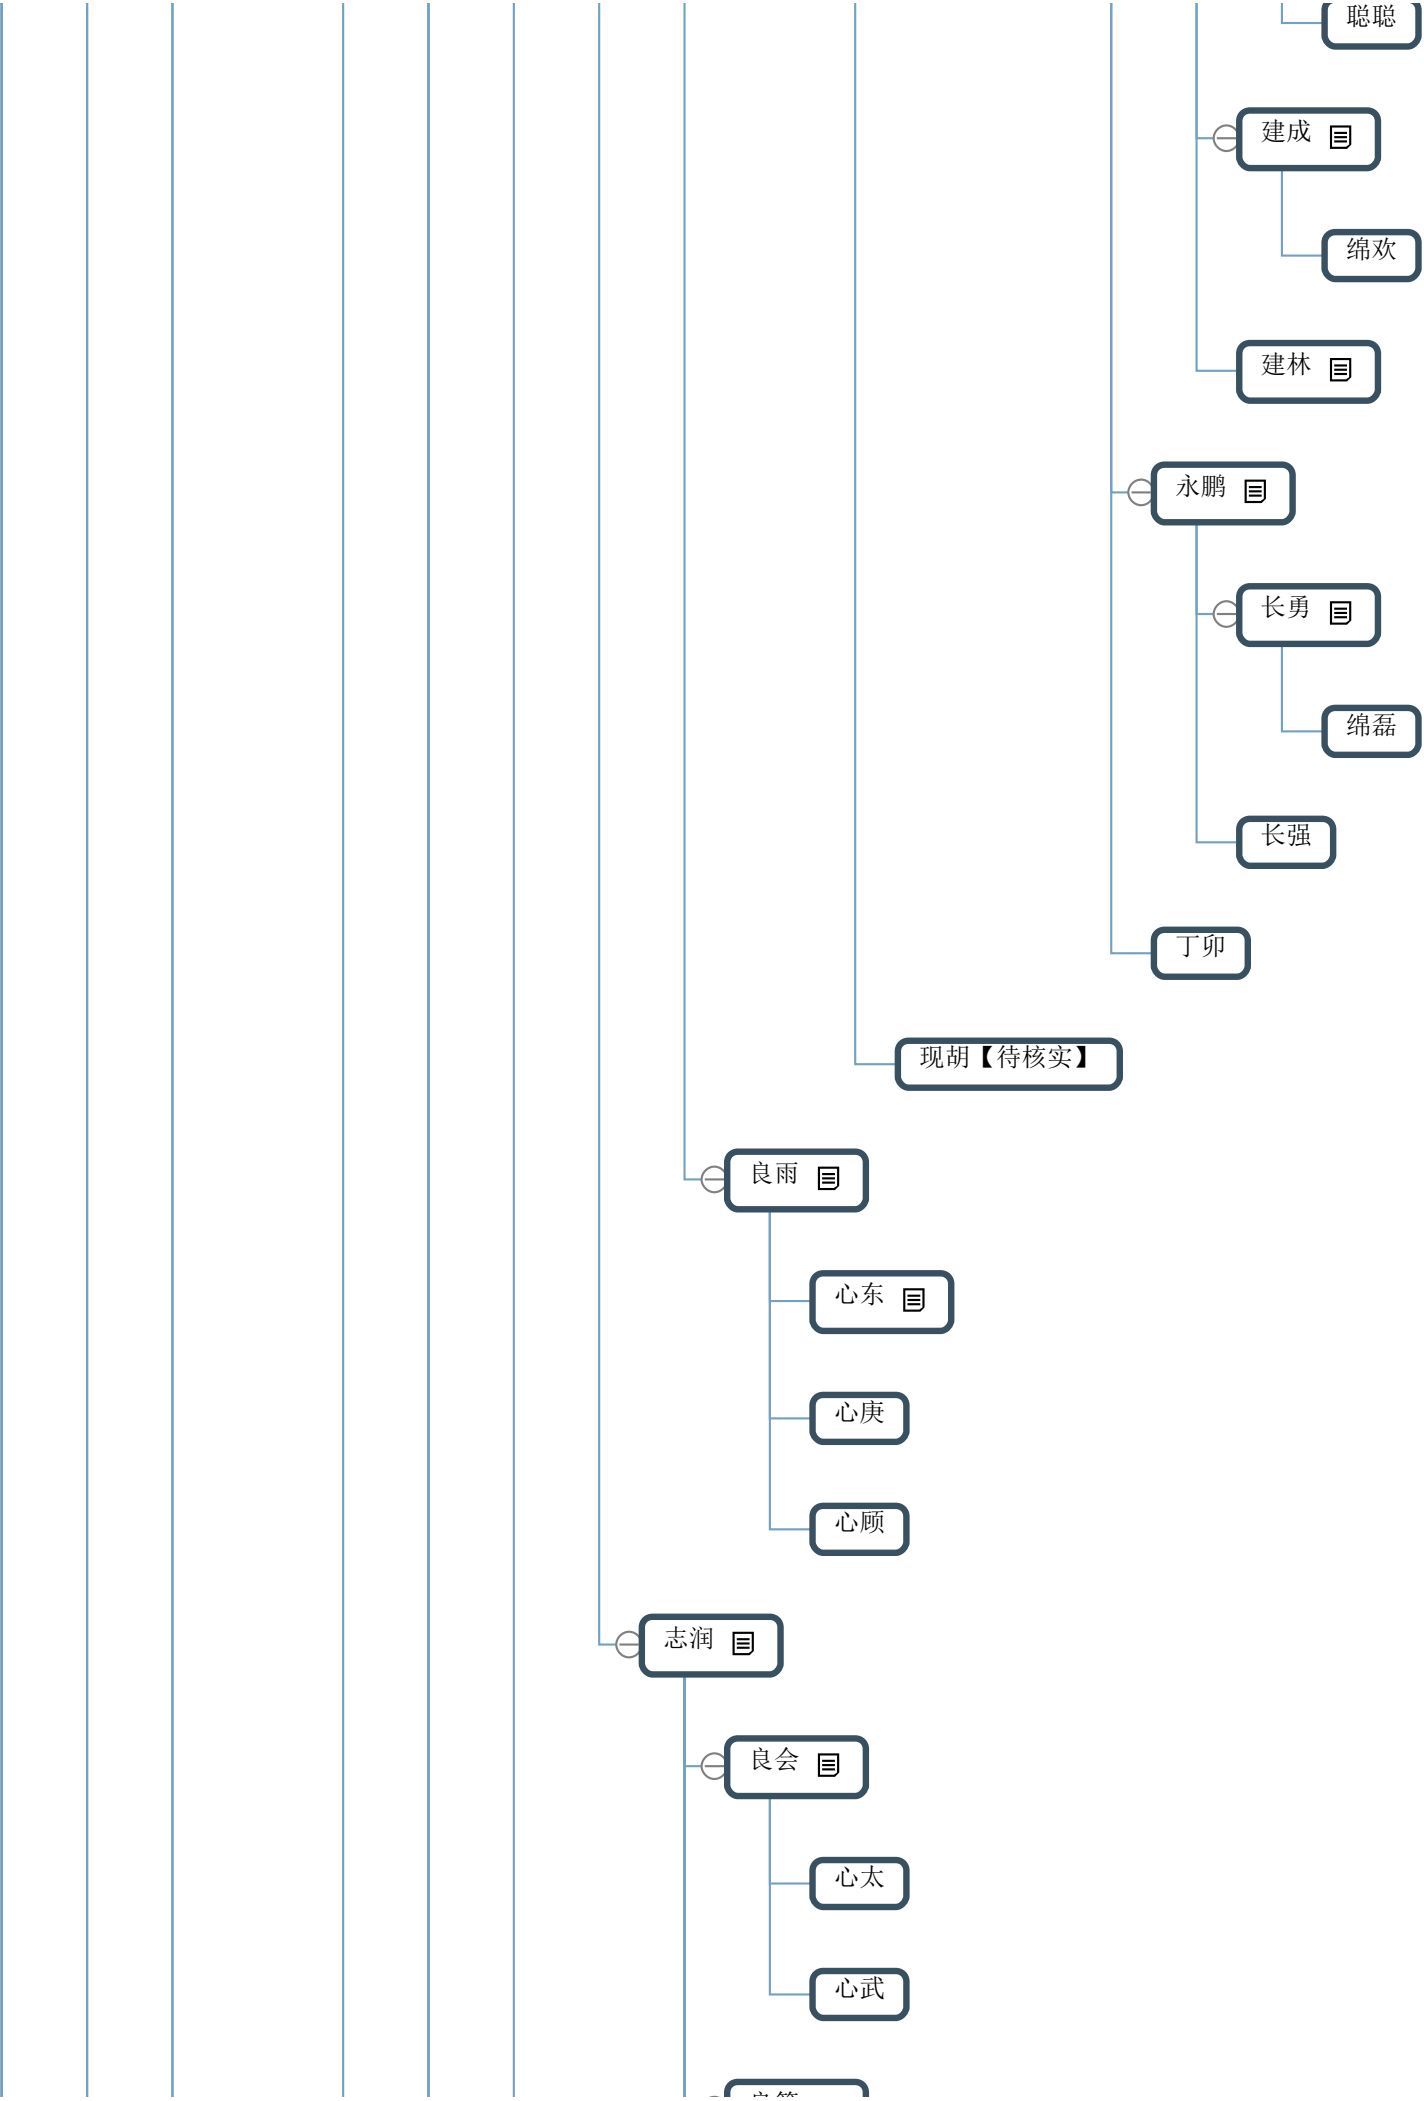 聪聪
建成
绵欢
建林
永鹏
长勇
绵磊
长强
丁卯
现胡【待核实】
良雨
心东
心庚
心顾
志润
良会
心太
心武